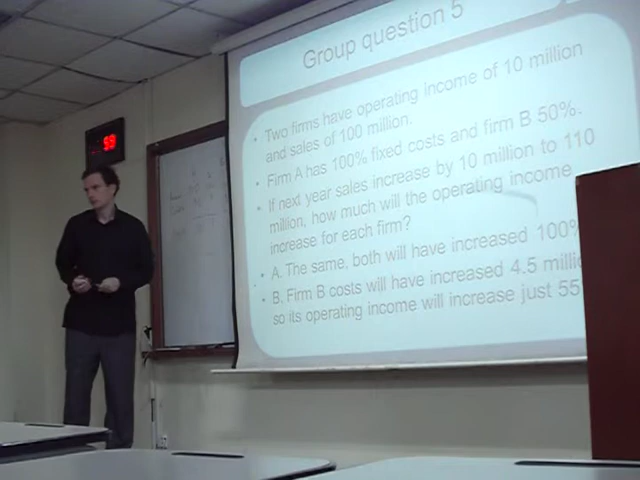 Group question 5
• Two firms have operating income of 10 million
and sales of 100 million.
• Firm A has 100% fixed costs and firm B 50%.
• If next year sales increase by 10 million to 110
million, how much will the operating income
increase for each firm?
• A. The same, both will have increased 100%
• B. Firm B costs will have increased 4.5 milli
so its operating income will increase just 55
59